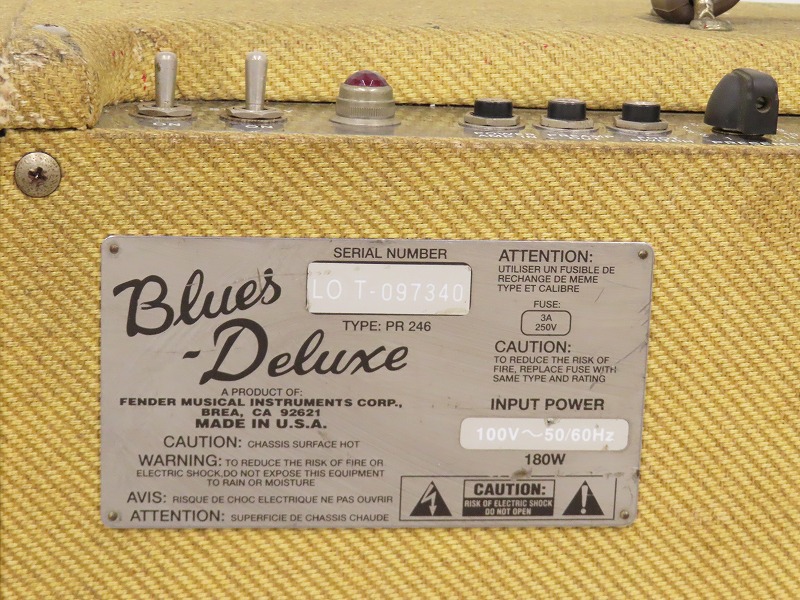 ON
ON
SERIAL NUMBER
LO T-097340
TYPE: PR 246
Blues
-Deluxe
A PRODUCT OF:
FENDER MUSICAL INSTRUMENTS CORP.,
BREA, CA 92621
MADE IN U.S.A.
CAUTION: CHASSIS SURFACE HOT
WARNING: TO REDUCE THE RISK OF FIRE OR
ELECTRIC SHOCK,DO NOT EXPOSE THIS EQUIPMENT
TO RAIN OR MOISTURE
AVIS: RISQUE DE CHOC ELECTRIQUE NE PAS OUVRIR
ATTENTION: SUPERFICIE DE CHASSIS CHAUDE
ATTENTION:
UTILISER UN FUSIBLE DE
RECHANGE DE MEME
TYPE ET CALIBRE
FUSE:
3A
250V
CAUTION:
TO REDUCE THE RISK OF
FIRE, REPLACE FUSE WITH
SAME TYPE AND RATING
INPUT POWER
100V~50/60Hz
180W
CAUTION:
RISK OF ELECTRIC SHOCK
DO NOT OPEN